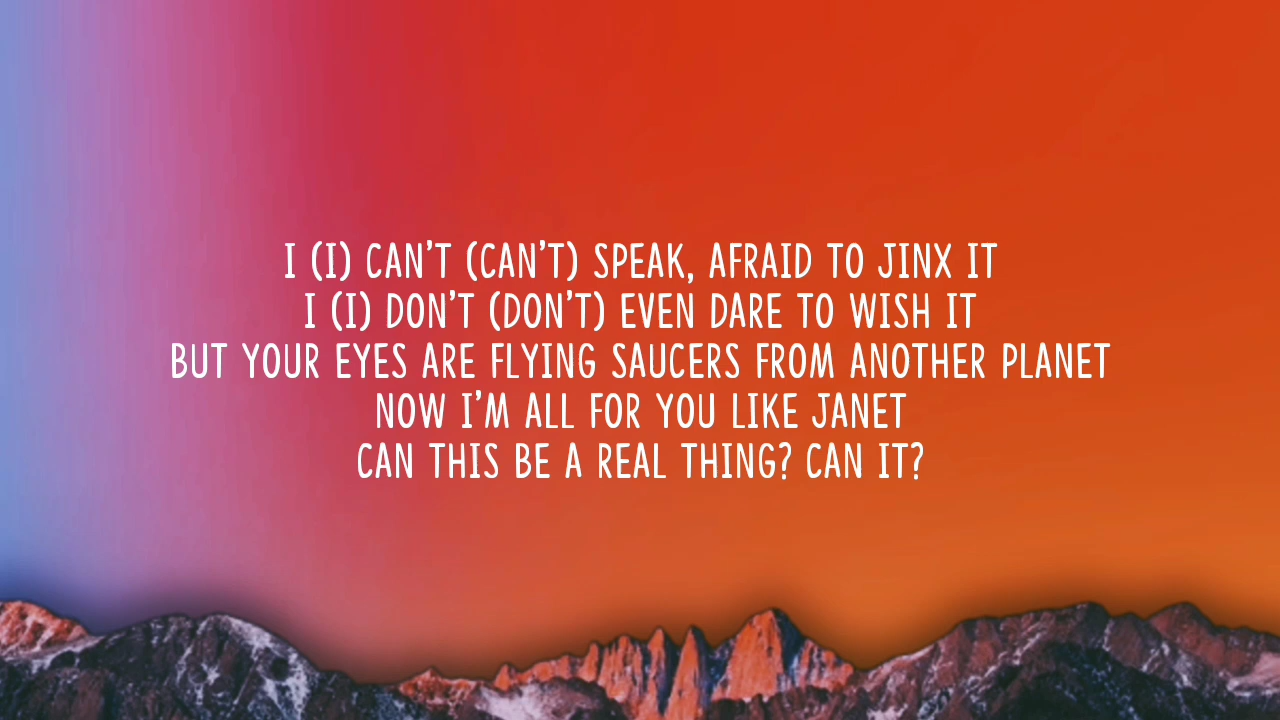 I (I) CAN'T (CAN'T) SPEAK, AFRAID TO JINX IT
I (I) DON'T (DON'T) EVEN DARE TO WISH IT
BUT YOUR EYES ARE FLYING SAUCERS FROM ANOTHER PLANET
NOW I'M ALL FOR YOU LIKE JANET
CAN THIS BE A REAL THING? CAN IT?